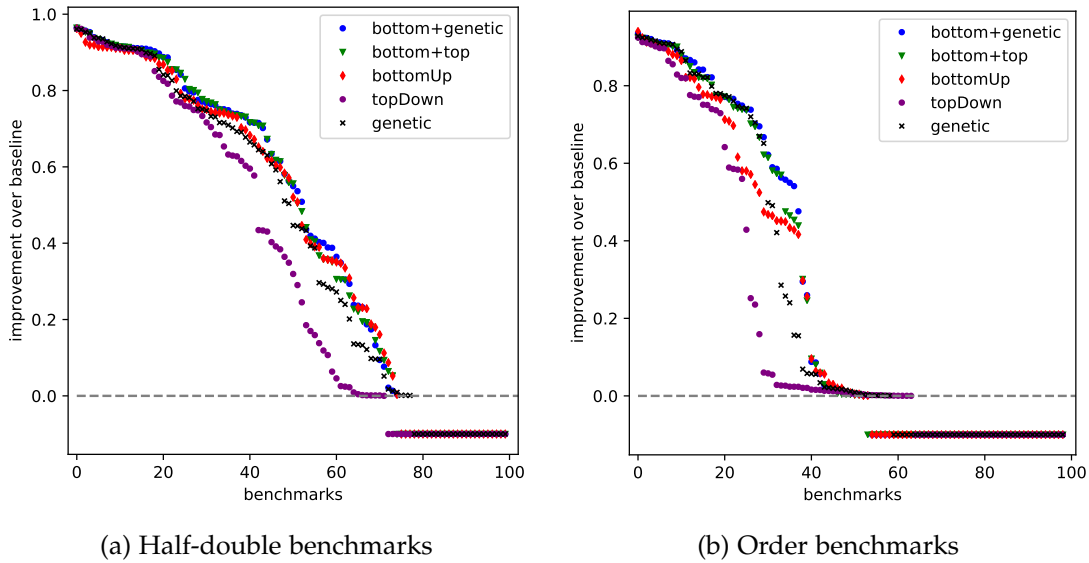 1.0
0.8
0.6
0.4
0.2
0.0
improvement over baseline
bottom+genetic
bottom+top
bottomUp
topDown
genetic
0 20 40 60 80 100
benchmarks
(a) Half-double benchmarks
0.8
0.6
0.4
0.2
0.0
improvement over baseline
bottom+genetic
bottom+top
bottomUp
topDown
genetic
0 20 40 60 80 100
benchmarks
(b) Order benchmarks